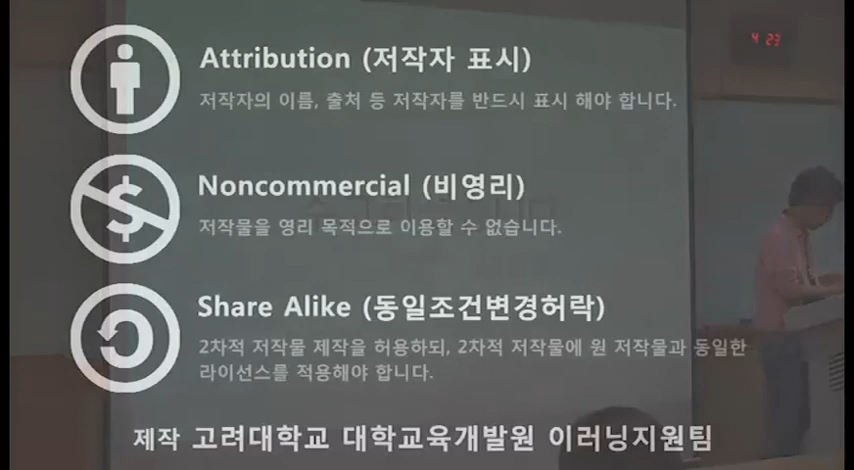 Attribution (저작자 표시)
저작자의 이름, 출처 등 저작자를 반드시 표시 해야 합니다.
4 23
Noncommercial (비영리)
저작물을 영리 목적으로 이용할 수 없습니다.
Share Alike (동일조건변경허락)
2차적 저작물 제작을 허용하되, 2차적 저작물에 원 저작물과 동일한
라이선스를 적용해야 합니다.
제작 고려대학교 대학교육개발원 이러닝지원팀